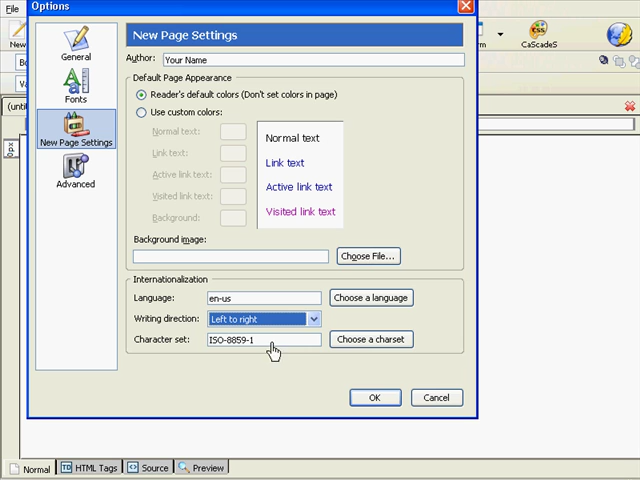 Options
File
New Page Settings
New
General
Author: Your Name
CaScadeS
Default Page Appearance
Fonts
Reader's default colors (Don't set colors in page)
Use custom colors:
New Page Settings
Normal text:
Normal text
Link text:
Link text
Advanced
Active link text:
Active link text
Visited link text:
Visited link text
Background:
Background image:
Choose File...
Internationalization
Language: en-us Choose a language
Writing direction: Left to right
Character set: ISO-8859-1 Choose a charset
OK Cancel
0px
Normal HTML Tags Source Preview